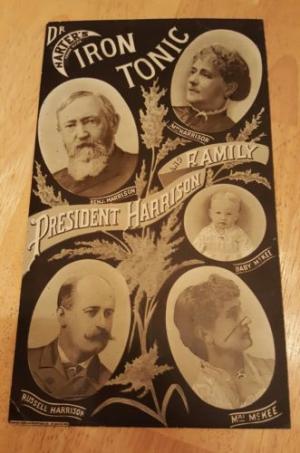 DR HARTER'S
IRON
TONIC
Mrs HARRISON
BENJ. HARRISON
AND FAMILY
PRESIDENT HARRISON
BABY McKEE
RUSSELL HARRISON
Mrs McKEE